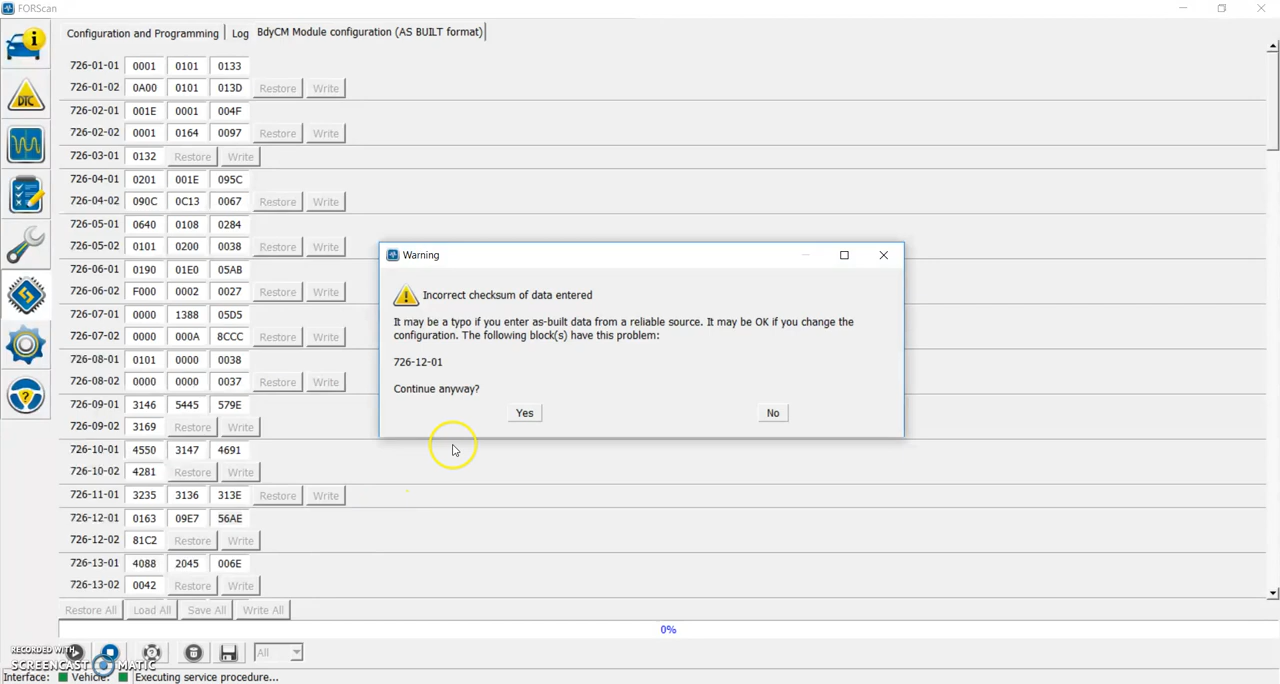 FORScan
Configuration and Programming Log BdyCM Module configuration (AS BUILT format)
726-01-01 0001 0101 0133
726-01-02 0A00 0101 013D Restore Write
726-02-01 001E 0001 004F
726-02-02 0001 0164 0097 Restore Write
726-03-01 0132 Restore Write
726-04-01 0201 001E 095C
726-04-02 090C 0C13 0067 Restore Write
726-05-01 0640 0108 0284
726-05-02 0101 0200 0038 Restore Write
726-06-01 0190 01E0 05AB
726-06-02 F000 0002 0027 Restore Write
726-07-01 0000 1388 05D5
726-07-02 0000 000A 8CCC Restore Write
726-08-01 0101 0000 0038
726-08-02 0000 0000 0037 Restore Write
726-09-01 3146 5445 579E
726-09-02 3169 Restore Write
726-10-01 4550 3147 4691
726-10-02 4281 Restore Write
726-11-01 3235 3136 313E Restore Write
726-12-01 0163 09E7 56AE
726-12-02 81C2 Restore Write
726-13-01 4088 2045 006E
726-13-02 0042 Restore Write
Warning
Incorrect checksum of data entered
It may be a typo if you enter as-built data from a reliable source. It may be OK if you change the
configuration. The following block(s) have this problem:
726-12-01
Continue anyway?
Yes No
Restore All Load All Save All Write All
0%
All
RECORDED WITH
SCREENCAST MATIC
Interface: Vehicle: Executing service procedure...
DTC